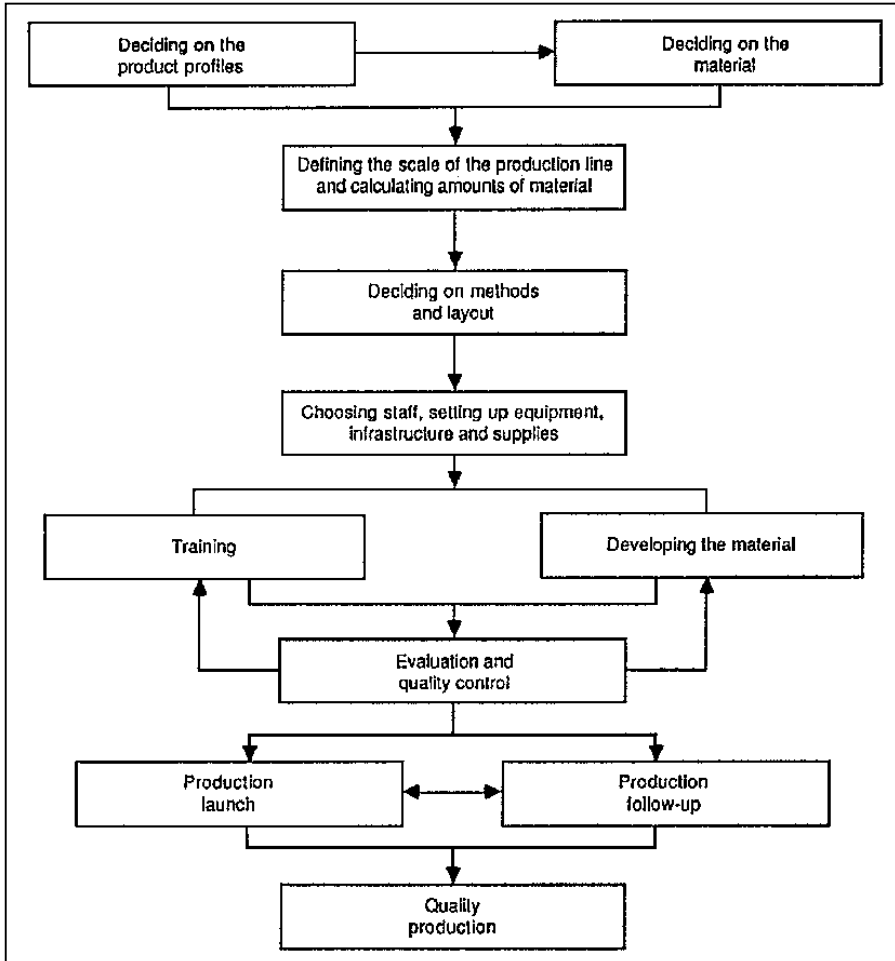 Deciding on the
product profiles
Deciding on the
material
Defining the scale of the production line
and calculating amounts of material
Deciding on methods
and layout
Choosing staff, setting up equipment,
infrastructure and supplies
Training
Developing the material
Evaluation and
quality control
Production
launch
Production
follow-up
Quality
production